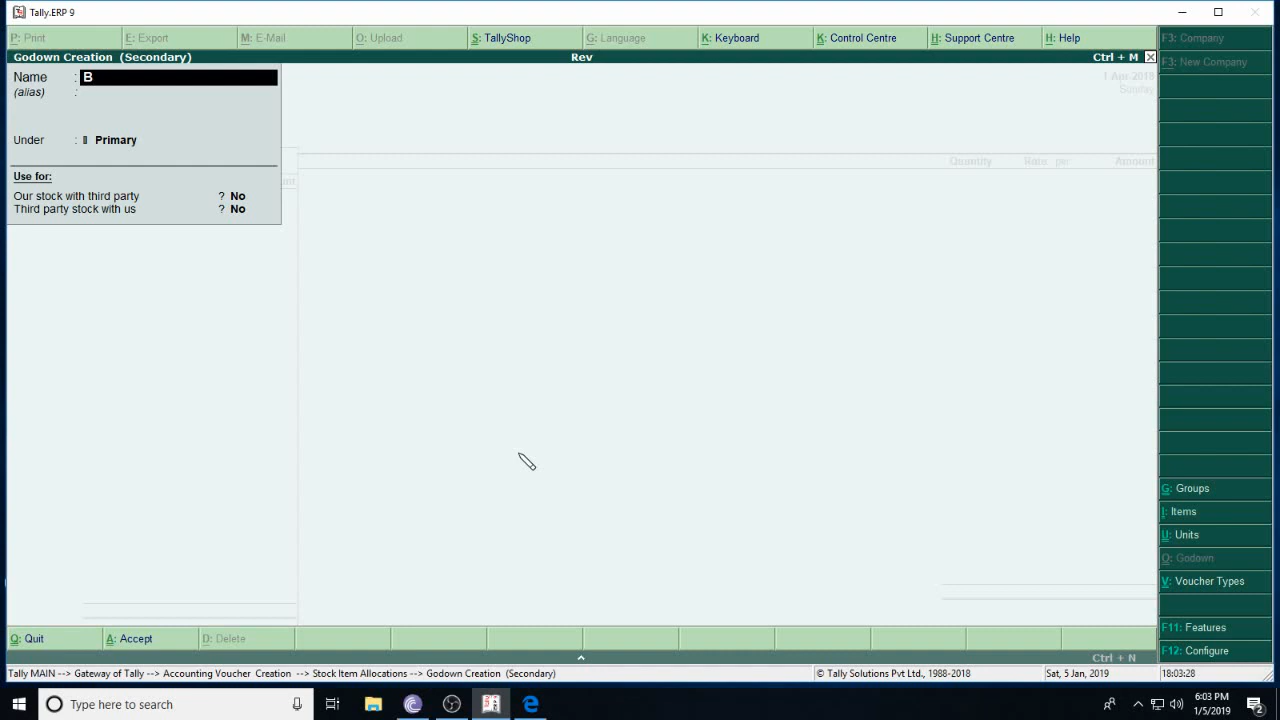 Tally.ERP 9
P: Print E: Export M: E-Mail O: Upload S: TallyShop G: Language K: Keyboard K: Control Centre H: Support Centre H: Help F3: Company
Godown Creation (Secondary) Rev Ctrl + M
F3: New Company
Name : B
(alias) :
1 Apr 2018
Sunday
Under : Primary
Quantity Rate per Amount
Use for:
Our stock with third party ? No
Third party stock with us ? No
G: Groups
I: Items
U: Units
O: Godown
V: Voucher Types
F11: Features
Q: Quit A: Accept D: Delete
F12: Configure
Ctrl + N
Tally MAIN --> Gateway of Tally --> Accounting Voucher Creation --> Stock Item Allocations --> Godown Creation (Secondary) © Tally Solutions Pvt Ltd., 1988-2018 Sat, 5 Jan, 2019 18:03:28
Type here to search
6:03 PM
1/5/2019
2